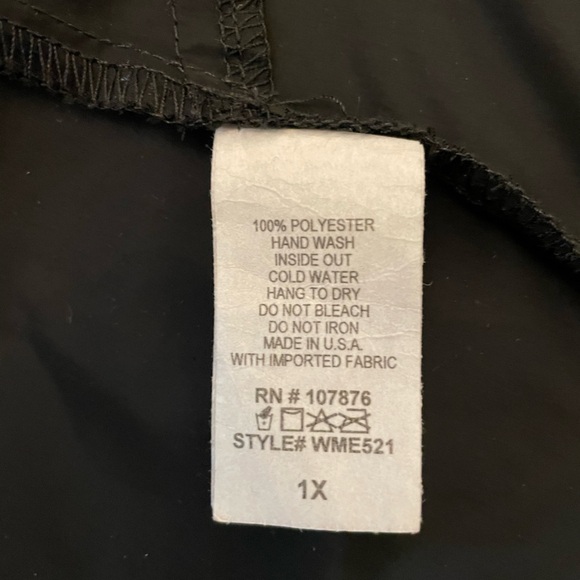 100% POLYESTER
HAND WASH
INSIDE OUT
COLD WATER
HANG TO DRY
DO NOT BLEACH
DO NOT IRON
MADE IN U.S.A.
WITH IMPORTED FABRIC
RN # 107876
STYLE# WME521
1X